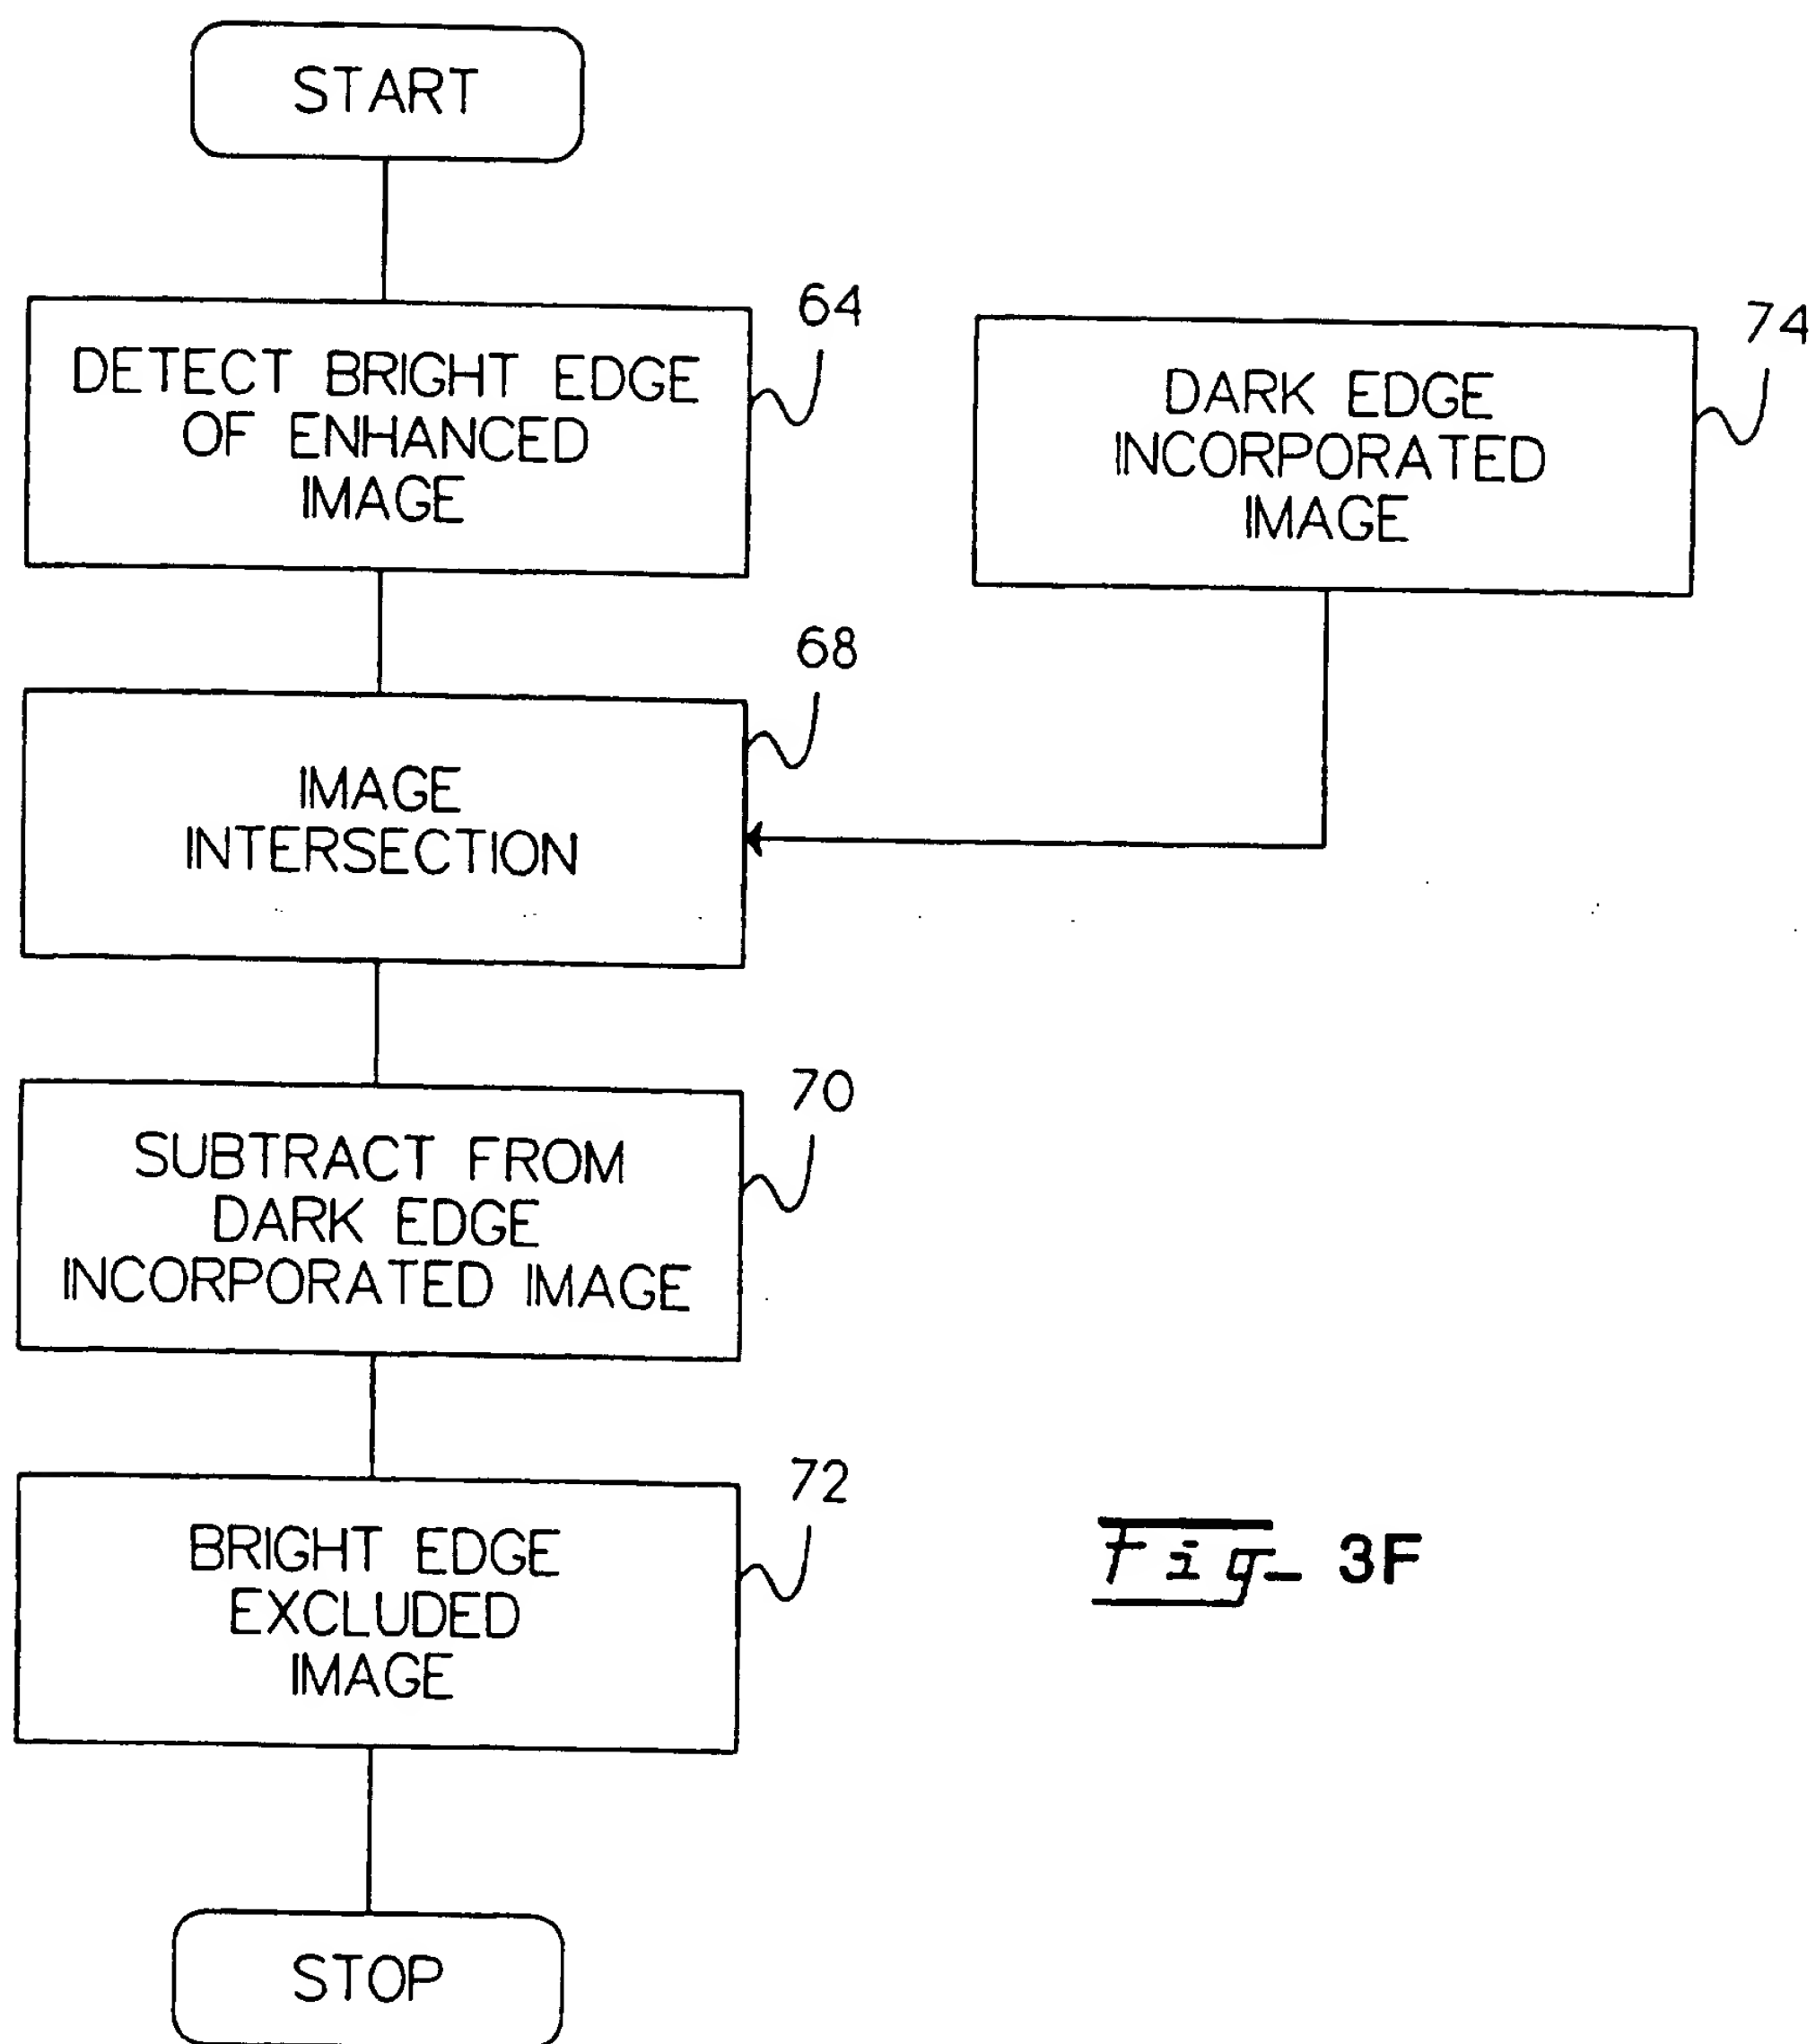 START
64
DETECT BRIGHT EDGE
OF ENHANCED
IMAGE
74
DARK EDGE
INCORPORATED
IMAGE
68
IMAGE
INTERSECTION
70
SUBTRACT FROM
DARK EDGE
INCORPORATED IMAGE
72
BRIGHT EDGE
EXCLUDED
IMAGE
Fig_ 3F
STOP